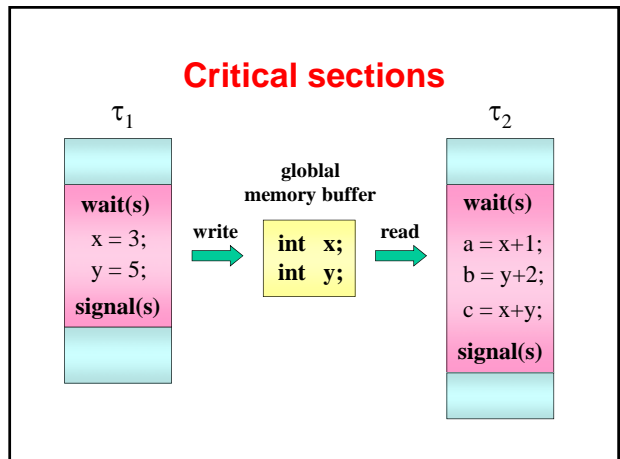 Critical sections
τ1
τ2
globlal
memory buffer
wait(s)
x = 3;
y = 5;
signal(s)
write
int x;
int y;
read
wait(s)
a = x+1;
b = y+2;
c = x+y;
signal(s)